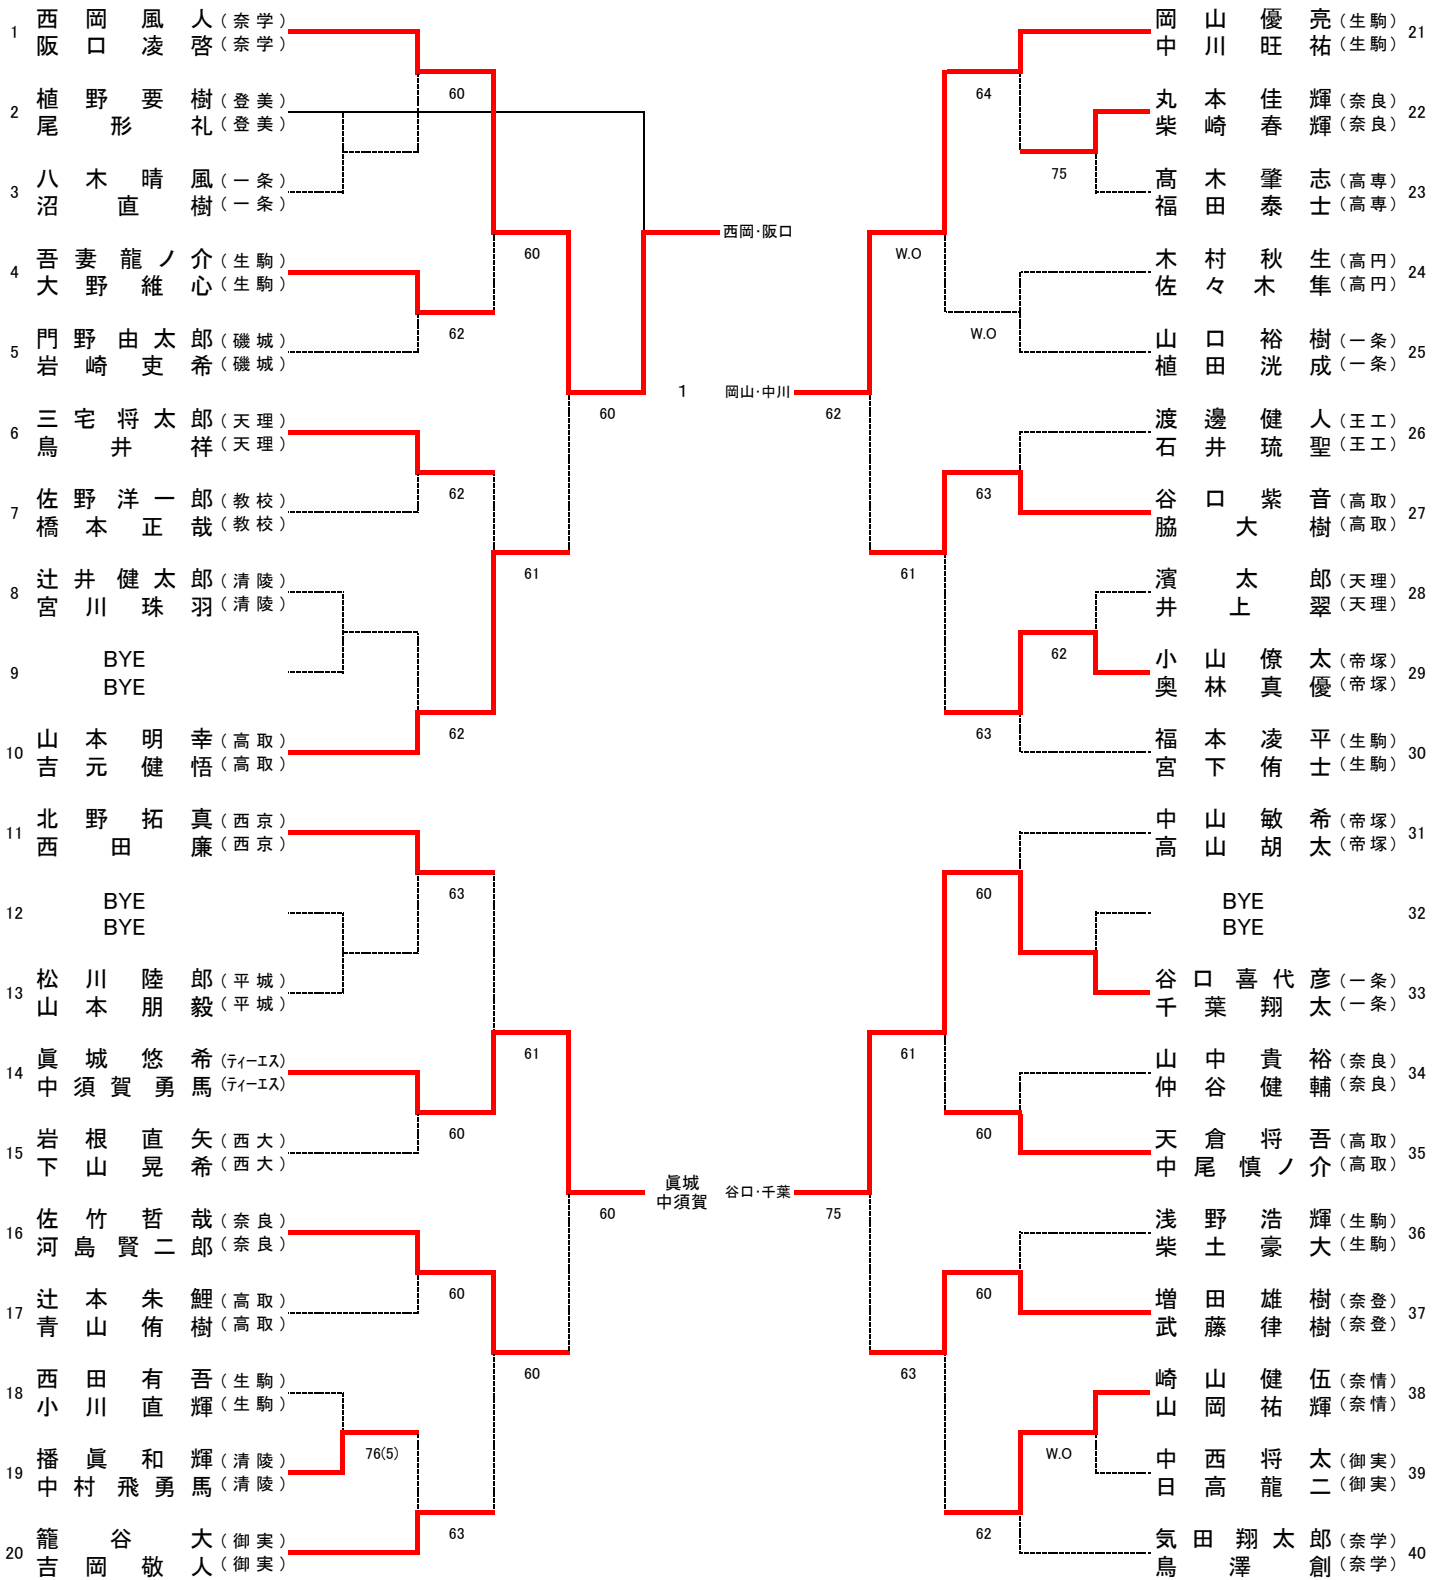 1 西岡風人(奈学)
阪口凌啓(奈学)
2 植野要樹(登美)
尾形礼(登美)
3 八木晴風(一条)
沼直樹(一条)
4 吾妻龍ノ介(生駒)
大野維心(生駒)
5 門野由太郎(磯城)
岩崎吏希(磯城)
6 三宅将太郎(天理)
鳥井祥(天理)
7 佐野洋一郎(教校)
橋本正哉(教校)
8 辻井健太郎(清陵)
宮川珠羽(清陵)
9 BYE
BYE
10 山本明幸(高取)
吉元健悟(高取)
11 北野拓真(西京)
西田廉(西京)
12 BYE
BYE
13 松川陸郎(平城)
山本朋毅(平城)
14 眞城悠希(ティーエス)
中須賀勇馬(ティーエス)
15 岩根直矢(西大)
下山晃希(西大)
16 佐竹哲哉(奈良)
河島賢二郎(奈良)
17 辻本朱鯉(高取)
青山侑樹(高取)
18 西田有吾(生駒)
小川直輝(生駒)
19 播眞和輝(清陵)
中村飛勇馬(清陵)
20 籠谷大(御実)
吉岡敬人(御実)
60
62
62
62
63
60
60
76(5)
63
60
61
61
60
60
60
西岡・阪口
1
眞城
中須賀
岡山・中川
谷口・千葉
62
75
W.O
61
61
63
64
W.O
63
63
60
60
60
62
75
62
W.O
岡山優亮(生駒) 21
中川旺祐(生駒)
丸本佳輝(奈良) 22
柴崎春輝(奈良)
髙木肇志(高専) 23
福田泰士(高専)
木村秋生(高円) 24
佐々木隼(高円)
山口裕樹(一条) 25
植田洸成(一条)
渡邊健人(王工) 26
石井琉聖(王工)
谷口紫音(高取) 27
脇大樹(高取)
濱太郎(天理) 28
井上翠(天理)
小山僚太(帝塚) 29
奥林真優(帝塚)
福本凌平(生駒) 30
宮下侑士(生駒)
中山敏希(帝塚) 31
高山胡太(帝塚)
BYE 32
BYE
谷口喜代彦(一条) 33
千葉翔太(一条)
山中貴裕(奈良) 34
仲谷健輔(奈良)
天倉将吾(高取) 35
中尾慎ノ介(高取)
浅野浩輝(生駒) 36
柴土豪大(生駒)
増田雄樹(奈登) 37
武藤律樹(奈登)
崎山健伍(奈情) 38
山岡祐輝(奈情)
中西将太(御実) 39
日高龍二(御実)
気田翔太郎(奈学) 40
鳥澤創(奈学)